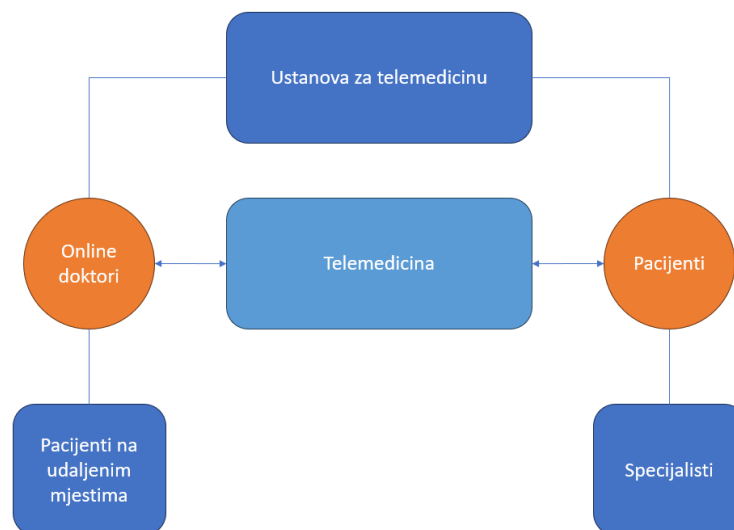 Ustanova za telemedicinu
Online
doktori
Telemedicina
Pacijenti
Pacijenti na
udaljenim
mjestima
Specijalisti